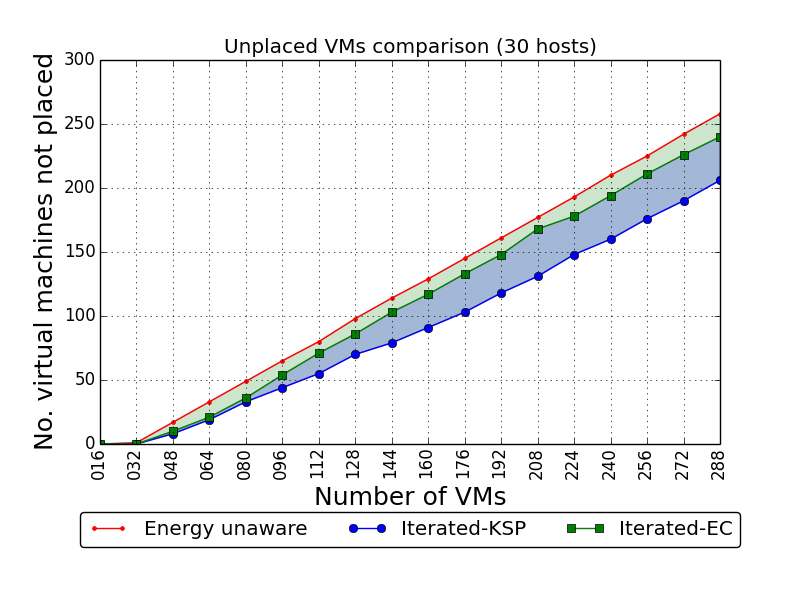 Unplaced VMs comparison (30 hosts)
No. virtual machines not placed
300
250
200
150
100
50
0
016 032 048 064 080 096 112 128 144 160 176 192 208 224 240 256 272 288
Number of VMs
Energy unaware Iterated-KSP Iterated-EC